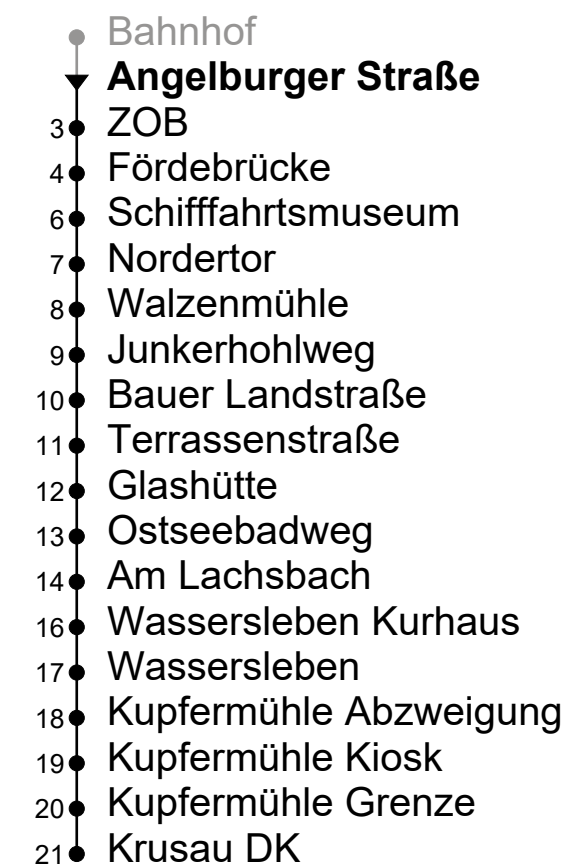 Bahnhof
Angelburger Straße
3 ZOB
4 Fördebrücke
6 Schifffahrtsmuseum
7 Nordertor
8 Walzenmühle
9 Junkerhohlweg
10 Bauer Landstraße
11 Terrassenstraße
12 Glashütte
13 Ostseebadweg
14 Am Lachsbach
16 Wassersleben Kurhaus
17 Wassersleben
18 Kupfermühle Abzweigung
19 Kupfermühle Kiosk
20 Kupfermühle Grenze
21 Krusau DK